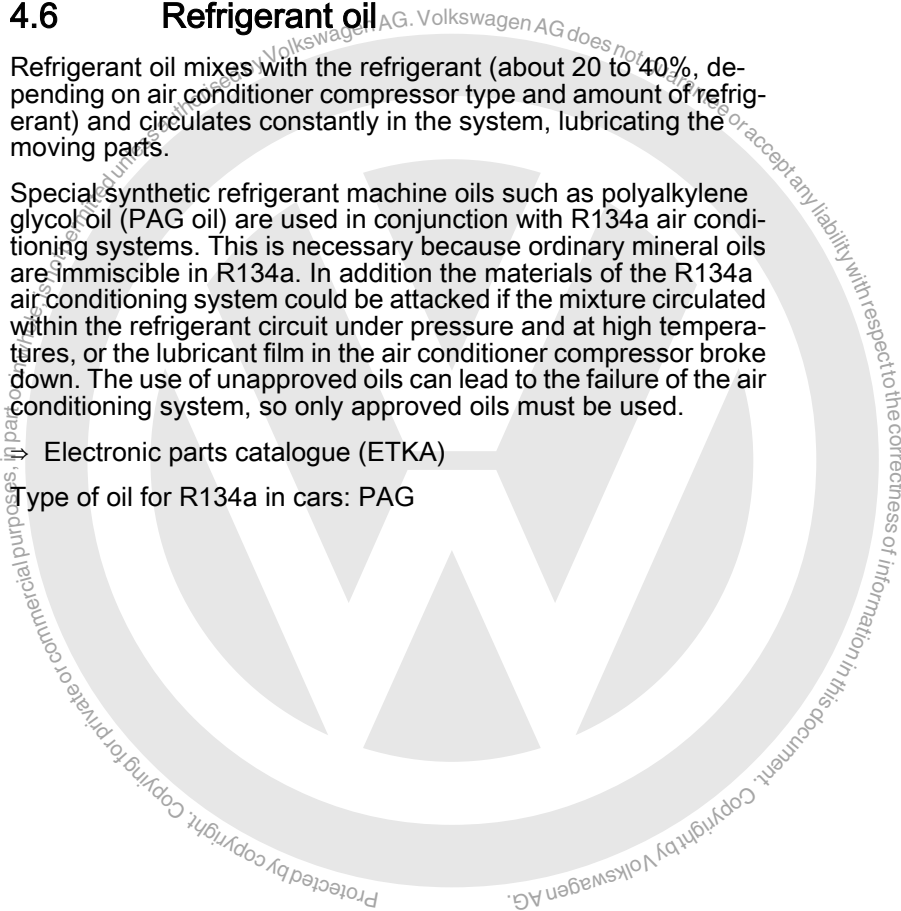 4.6 Refrigerant oil
Refrigerant oil mixes with the refrigerant (about 20 to 40%, de-
pending on air conditioner compressor type and amount of refrig-
erant) and circulates constantly in the system, lubricating the
moving parts.
Special synthetic refrigerant machine oils such as polyalkylene
glycol oil (PAG oil) are used in conjunction with R134a air condi-
tioning systems. This is necessary because ordinary mineral oils
are immiscible in R134a. In addition the materials of the R134a
air conditioning system could be attacked if the mixture circulated
within the refrigerant circuit under pressure and at high tempera-
tures, or the lubricant film in the air conditioner compressor broke
down. The use of unapproved oils can lead to the failure of the air
conditioning system, so only approved oils must be used.
⇒ Electronic parts catalogue (ETKA)
Type of oil for R134a in cars: PAG
Protected by copyright. Copying for private or commercial purposes, in part or in whole, is not permitted unless authorised by Volkswagen AG. Volkswagen AG does not guarantee or accept any liability with respect to the correctness of information in this document. Copyright by Volkswagen AG.